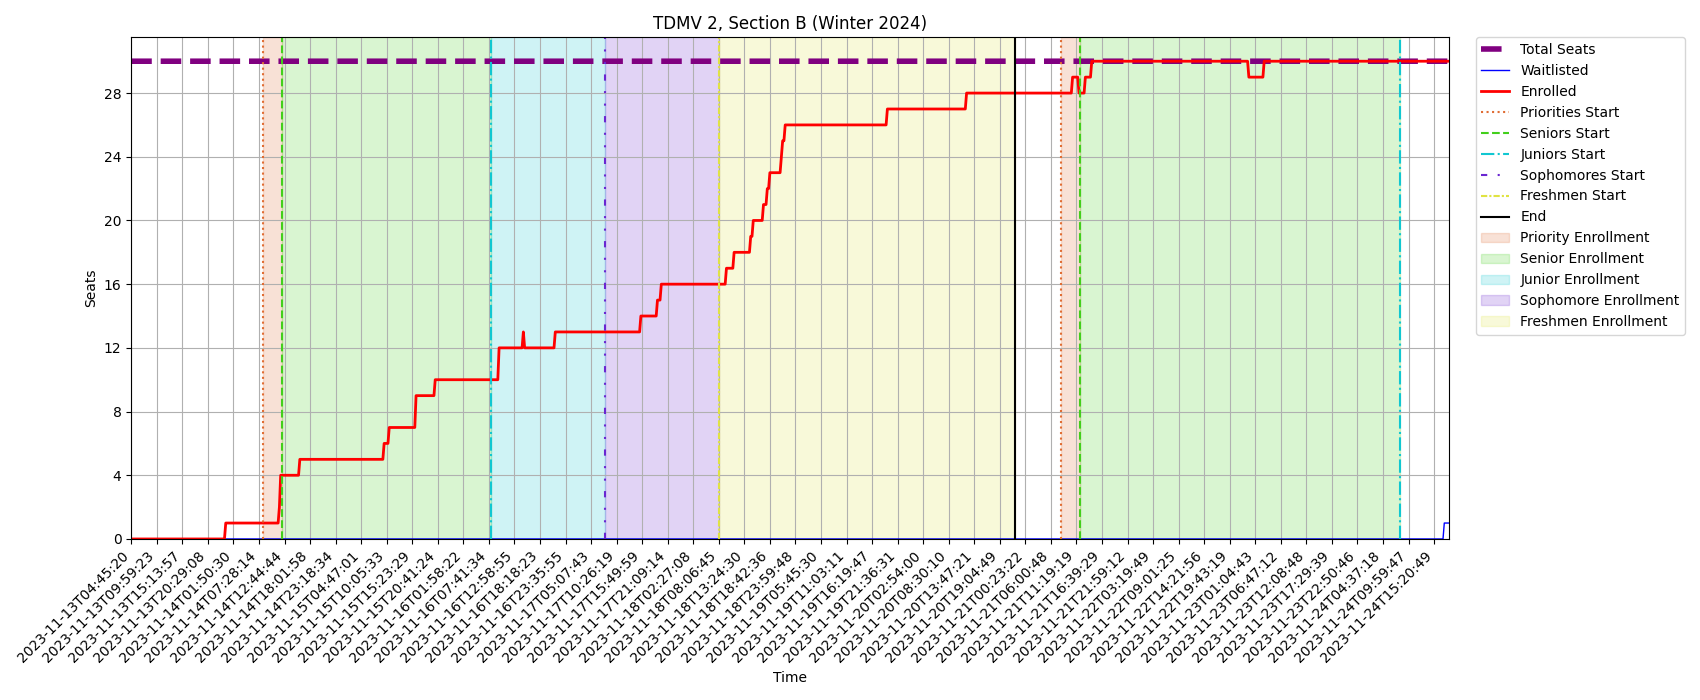 TDMV 2, Section B (Winter 2024)
Total Seats
Waitlisted
Enrolled
Priorities Start
Seniors Start
Juniors Start
Sophomores Start
Freshmen Start
End
Priority Enrollment
Senior Enrollment
Junior Enrollment
Sophomore Enrollment
Freshmen Enrollment
Seats
28
24
20
16
12
8
4
0
2023-11-13T04:45:20
2023-11-13T09:59:23
2023-11-13T15:13:57
2023-11-13T20:29:08
2023-11-14T01:50:30
2023-11-14T07:28:14
2023-11-14T12:44:44
2023-11-14T18:01:58
2023-11-14T23:18:34
2023-11-15T04:47:01
2023-11-15T10:05:33
2023-11-15T15:23:29
2023-11-15T20:41:24
2023-11-16T01:58:22
2023-11-16T07:41:34
2023-11-16T12:58:55
2023-11-16T18:18:23
2023-11-16T23:35:55
2023-11-17T05:07:43
2023-11-17T10:26:19
2023-11-17T15:49:59
2023-11-17T21:09:14
2023-11-18T02:27:08
2023-11-18T08:06:45
2023-11-18T13:24:30
2023-11-18T18:42:36
2023-11-18T23:59:48
2023-11-19T05:45:30
2023-11-19T11:03:11
2023-11-19T16:19:47
2023-11-19T21:36:31
2023-11-20T02:54:00
2023-11-20T08:30:10
2023-11-20T13:47:21
2023-11-20T19:04:49
2023-11-21T00:23:22
2023-11-21T06:00:48
2023-11-21T11:19:19
2023-11-21T16:39:29
2023-11-21T21:59:12
2023-11-22T03:19:49
2023-11-22T09:01:25
2023-11-22T14:21:56
2023-11-22T19:43:19
2023-11-23T01:04:43
2023-11-23T06:47:12
2023-11-23T12:08:48
2023-11-23T17:29:39
2023-11-23T22:50:46
2023-11-24T04:37:18
2023-11-24T09:59:47
2023-11-24T15:20:49
Time